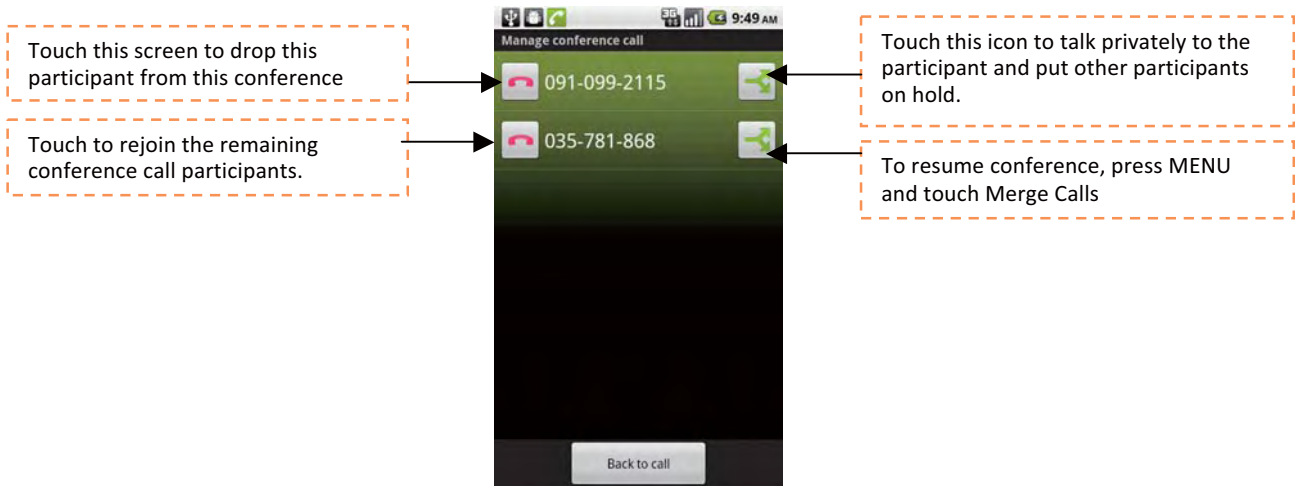 Touch this screen to drop this
participant from this conference
Touch to rejoin the remaining
conference call participants.
3G
9:49 AM
Manage conference call
091-099-2115
035-781-868
Back to call
Touch this icon to talk privately to the
participant and put other participants
on hold.
To resume conference, press MENU
and touch Merge Calls